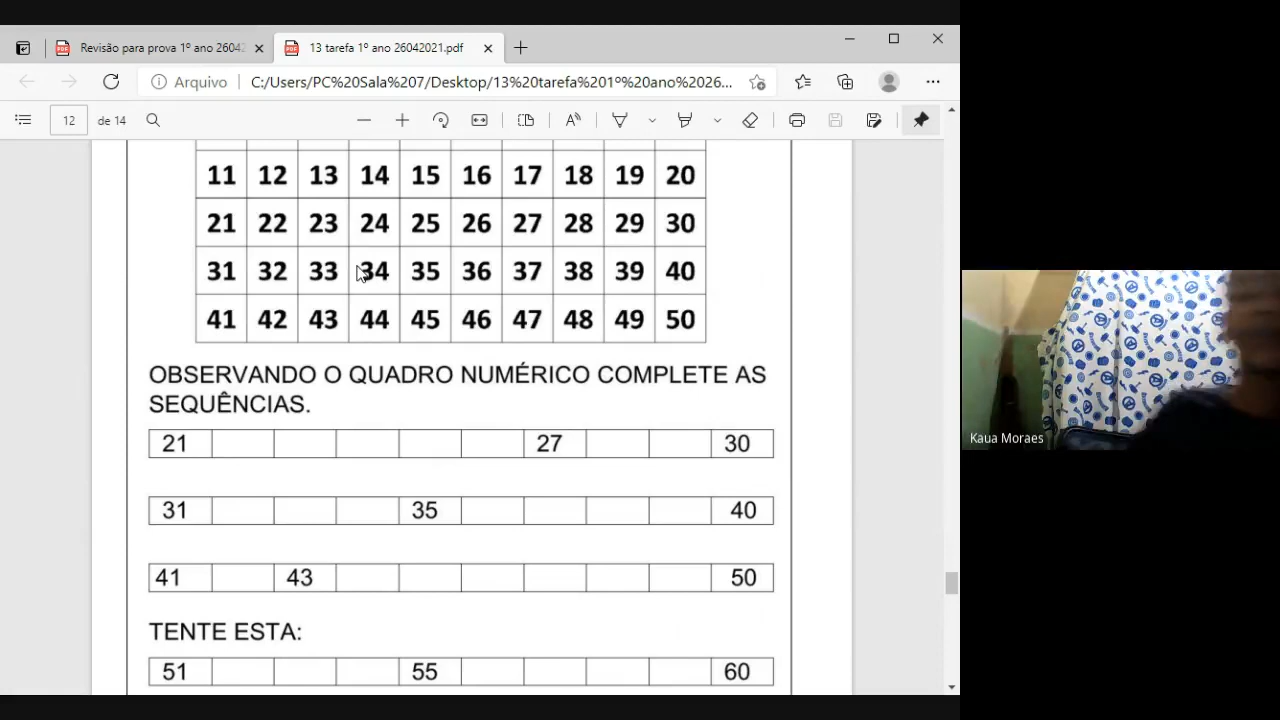 Revisão para prova 1º ano 26042
13 tarefa 1º ano 26042021.pdf
Arquivo
C:/Users/PC%20Sala%207/Desktop/13%20tarefa%201º%20ano%2026...
12 de 14
11 12 13 14 15 16 17 18 19 20
21 22 23 24 25 26 27 28 29 30
31 32 33 34 35 36 37 38 39 40
41 42 43 44 45 46 47 48 49 50
OBSERVANDO O QUADRO NUMÉRICO COMPLETE AS
SEQUÊNCIAS.
21 27 30
31 35 40
41 43 50
TENTE ESTA:
51 55 60
Kaua Moraes